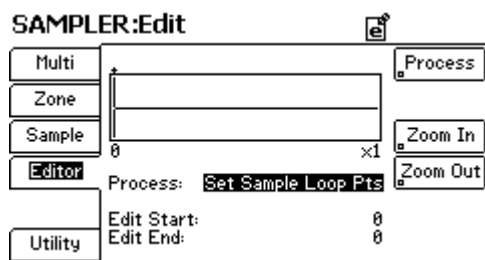 SAMPLER:Edit
e
Multi
Zone
Sample
Editor
Utility
0 x1
Process: Set Sample Loop Pts
Edit Start: 0
Edit End: 0
Process
Zoom In
Zoom Out